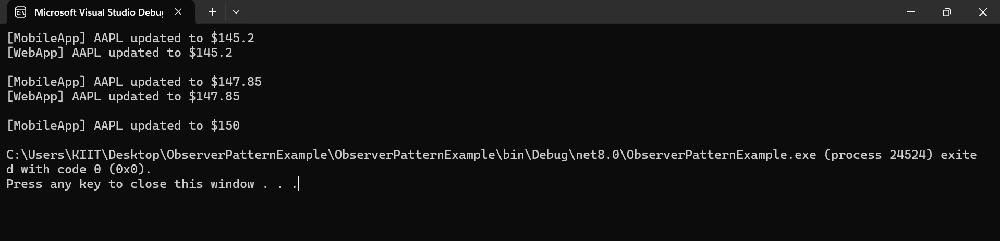 Microsoft Visual Studio Debu
[MobileApp] AAPL updated to $145.2
[WebApp] AAPL updated to $145.2
[MobileApp] AAPL updated to $147.85
[WebApp] AAPL updated to $147.85
[MobileApp] AAPL updated to $150
C:\Users\KIIT\Desktop\ObserverPatternExample\ObserverPatternExample\bin\Debug\net8.0\ObserverPatternExample.exe (process 24524) exite
d with code 0 (0x0).
Press any key to close this window . . .